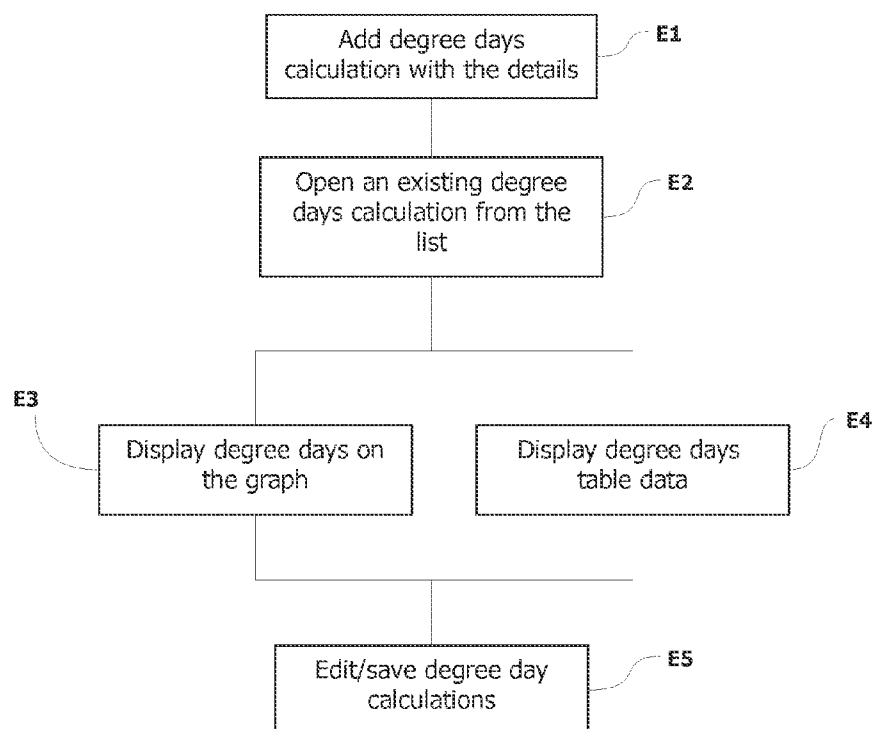 Add degree days
calculation with the details
E1
Open an existing degree
days calculation from the
list
E2
E3
Display degree days on
the graph
Display degree days
table data
E4
Edit/save degree day
calculations
E5